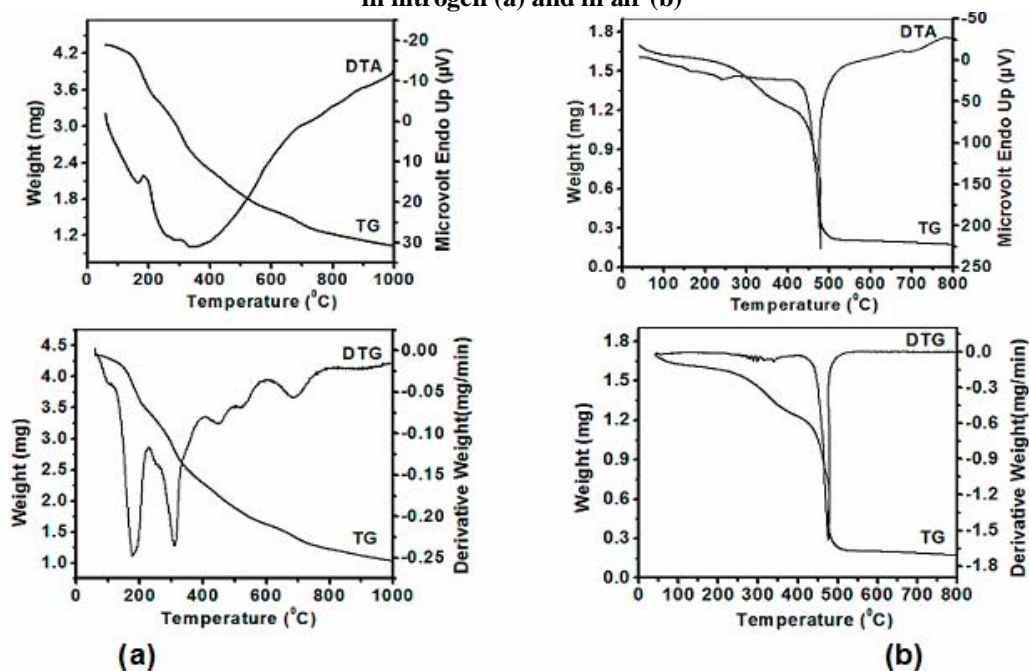 in nitrogen (a) and in air (b)
4.2
3.6
3.0
2.4
1.8
1.2
Weight (mg)
DTA
TG
-20
-10
0
10
20
30
Microvolt Endo Up (µV)
0 200 400 600 800 1000
Temperature (⁰C)
1.8
1.5
1.2
0.9
0.6
0.3
0.0
Weight (mg)
DTA
TG
-50
0
50
100
150
200
250
Microvolt Endo Up (µV)
0 100 200 300 400 500 600 700 800
Temperature (⁰C)
4.5
4.0
3.5
3.0
2.5
2.0
1.5
1.0
Weight (mg)
DTG
TG
0.00
-0.05
-0.10
-0.15
-0.20
-0.25
Derivative Weight(mg/min)
0 200 400 600 800 1000
Temperature (⁰C)
1.8
1.5
1.2
0.9
0.6
0.3
0.0
Weight (mg)
DTG
TG
0.0
-0.3
-0.6
-0.9
-1.2
-1.5
-1.8
Derivative Weight(mg/min)
0 100 200 300 400 500 600 700 800
Temperature (⁰C)
(a)
(b)